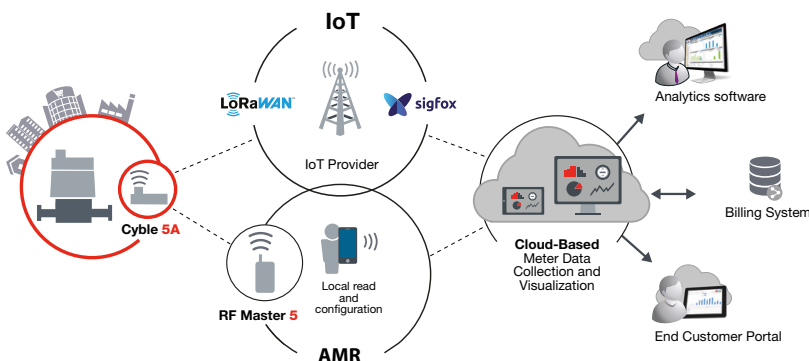 IoT
LoRaWAN
sigfox
IoT Provider
Cyble 5A
RF Master 5
Local read
and
configuration
AMR
Cloud-Based
Meter Data
Collection and
Visualization
Analytics software
Billing System
End Customer Portal